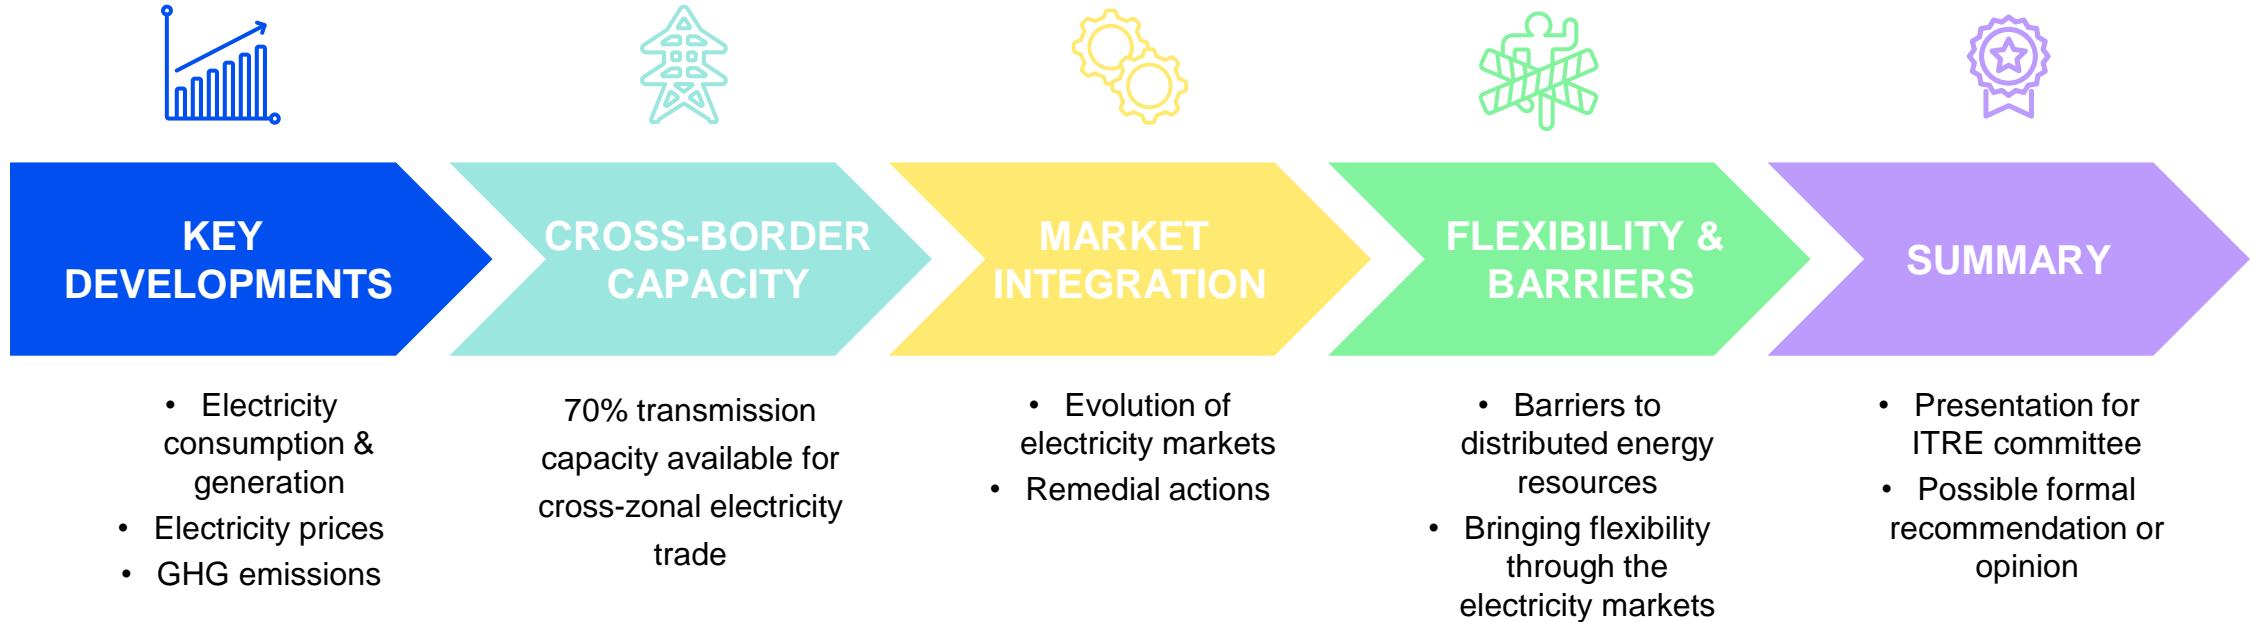 KEY
DEVELOPMENTS
CROSS-BORDER
CAPACITY
MARKET
INTEGRATION
FLEXIBILITY &
BARRIERS
SUMMARY
• Electricity
consumption &
generation
• Electricity prices
• GHG emissions
70% transmission
capacity available for
cross-zonal electricity
trade
• Evolution of
electricity markets
• Remedial actions
• Barriers to
distributed energy
resources
• Bringing flexibility
through the
electricity markets
• Presentation for
ITRE committee
• Possible formal
recommendation or
opinion